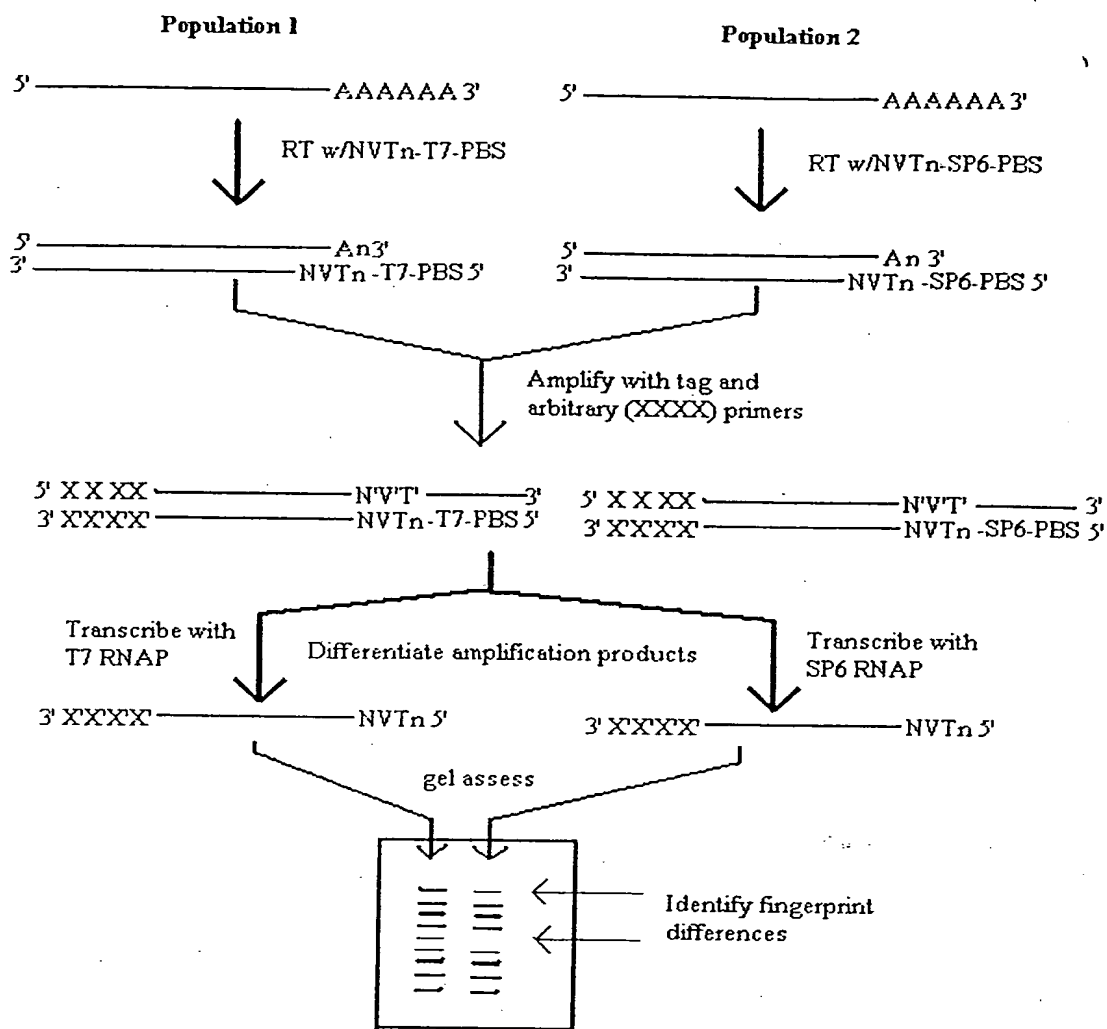 Population 1
Population 2
5' AAAAAA 3'
5' AAAAAA 3'
RT w/NVTn-T7-PBS
RT w/NVTn-SP6-PBS
5' An3'
3' NVTn -T7-PBS 5'
5' An 3'
3' NVTn -SP6-PBS 5'
Amplify with tag and
arbitrary (XXXX) primers
5' X X XX N'V'T' 3'
3' X'X'X'X' NVTn-T7-PBS 5'
5' X X XX N'V'T' 3'
3' X'X'X'X' NVTn -SP6-PBS 5'
Transcribe with
T7 RNAP
Differentiate amplification products
Transcribe with
SP6 RNAP
3' X'X'X'X' NVTn 5'
3' X'X'X'X' NVTn 5'
gel assess
Identify fingerprint
differences